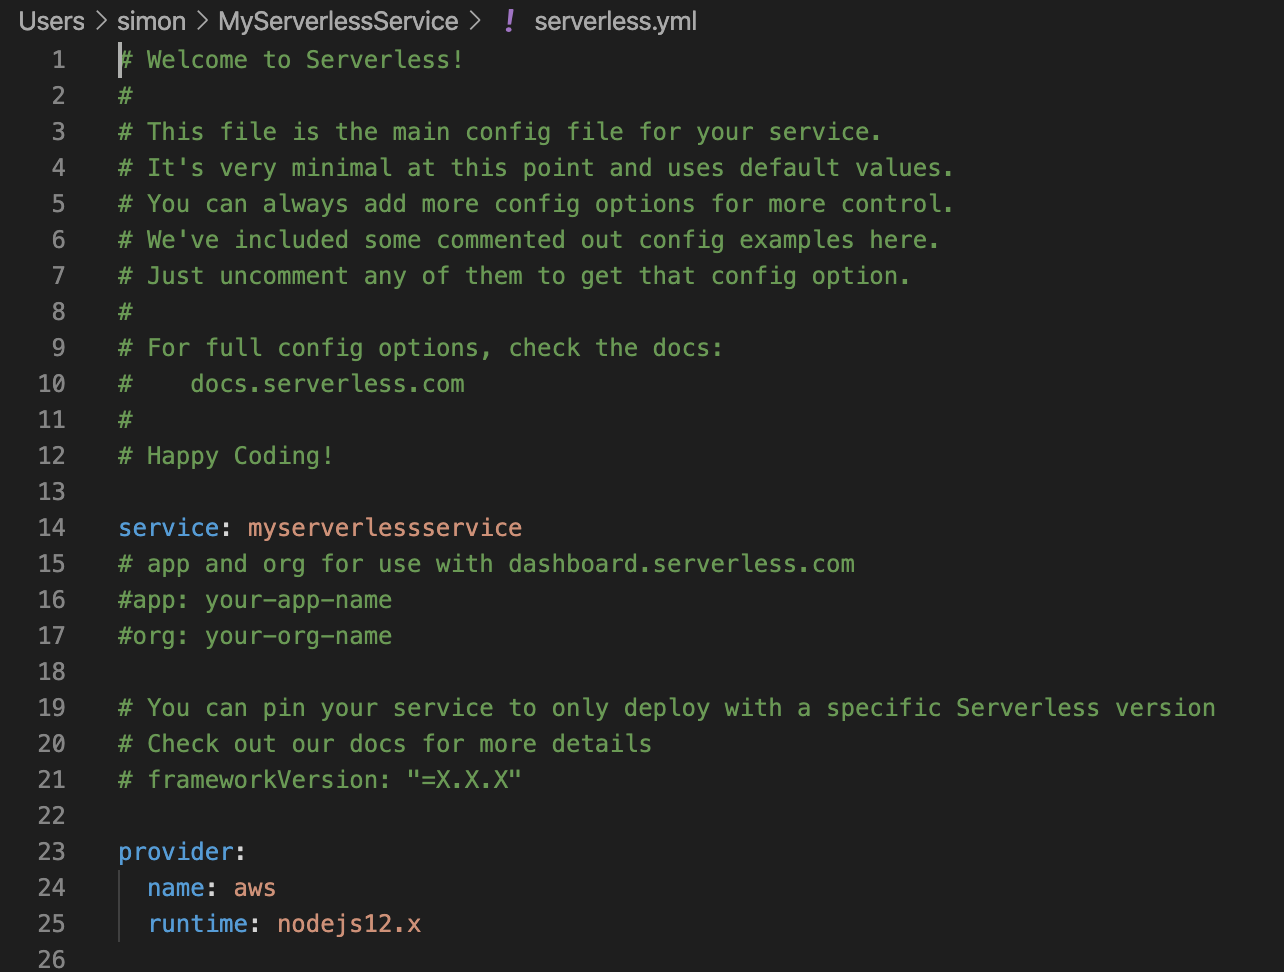 Users > simon > MyServerlessService > ! serverless.yml
1 # Welcome to Serverless!
2 #
3 # This file is the main config file for your service.
4 # It's very minimal at this point and uses default values.
5 # You can always add more config options for more control.
6 # We've included some commented out config examples here.
7 # Just uncomment any of them to get that config option.
8 #
9 # For full config options, check the docs:
10 #    docs.serverless.com
11 #
12 # Happy Coding!
13
14 service: myserverlessservice
15 # app and org for use with dashboard.serverless.com
16 #app: your-app-name
17 #org: your-org-name
18
19 # You can pin your service to only deploy with a specific Serverless version
20 # Check out our docs for more details
21 # frameworkVersion: "=X.X.X"
22
23 provider:
24   name: aws
25   runtime: nodejs12.x
26